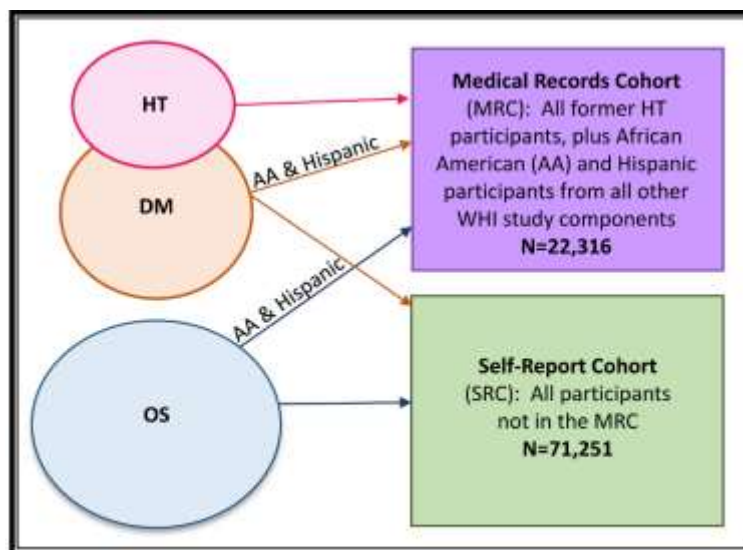 HT
DM
OS
AA & Hispanic
AA & Hispanic
Medical Records Cohort
(MRC): All former HT
participants, plus African
American (AA) and Hispanic
participants from all other
WHI study components
N=22,316
Self-Report Cohort
(SRC): All participants
not in the MRC
N=71,251